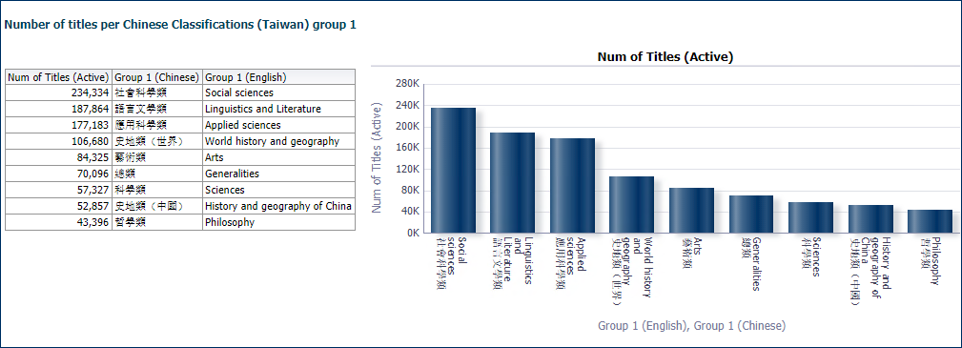 Number of titles per Chinese Classifications (Taiwan) group 1
Num of Titles (Active) Group 1 (Chinese) Group 1 (English)
234,334 社會科學類 Social sciences
187,864 語言文學類 Linguistics and Literature
177,183 應用科學類 Applied sciences
106,680 史地類（世界） World history and geography
84,325 藝術類 Arts
70,096 總類 Generalities
57,327 科學類 Sciences
52,857 史地類（中國） History and geography of China
43,396 哲學類 Philosophy
Num of Titles (Active)
Num of Titles (Active)
280K
240K
200K
160K
120K
80K
40K
0K
Social
sciences
社會科學類
Linguistics
and
Literature
語言文學類
Applied
sciences
應用科學類
World history
and
geography
史地類（世界）
Arts
藝術類
Generalities
總類
Sciences
科學類
History and
geography of
China
史地類（中國）
Philosophy
哲學類
Group 1 (English), Group 1 (Chinese)